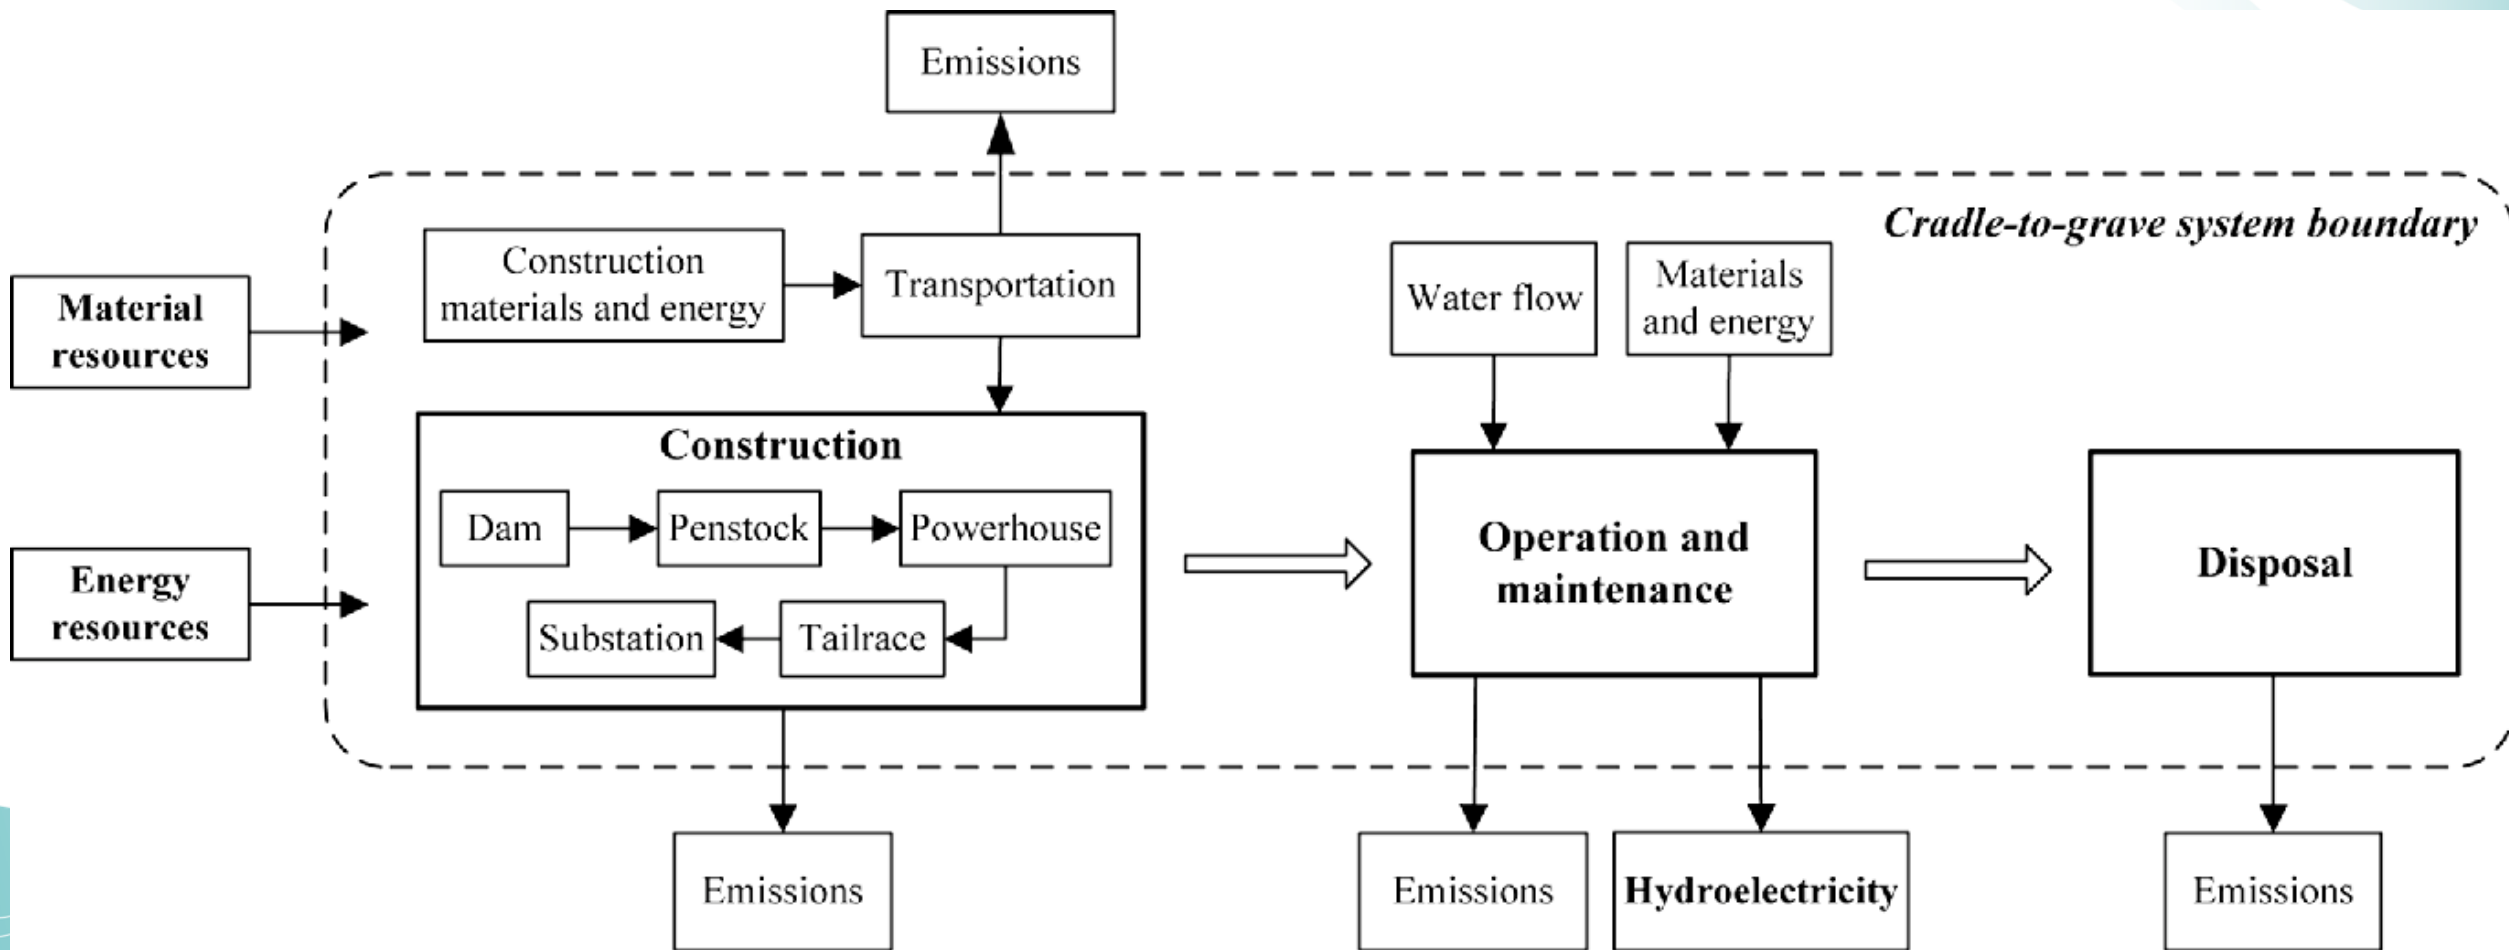 Emissions
Cradle-to-grave system boundary
Construction
materials and energy
Transportation
Water flow
Materials
and energy
Material
resources
Construction
Dam
Penstock
Powerhouse
Substation
Tailrace
Energy
resources
Operation and
maintenance
Disposal
Emissions
Emissions
Hydroelectricity
Emissions